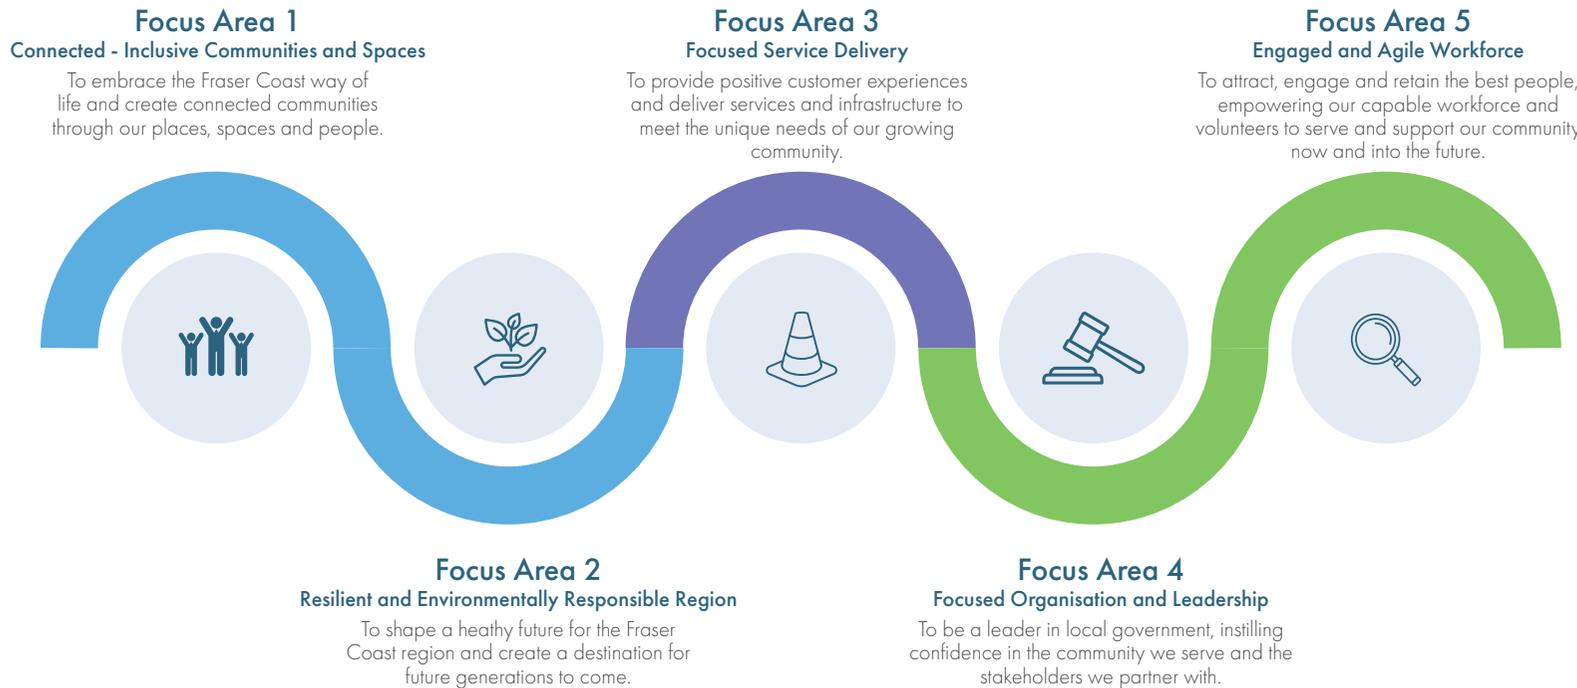 Focus Area 1
Connected - Inclusive Communities and Spaces
To embrace the Fraser Coast way of
life and create connected communities
through our places, spaces and people.
Focus Area 2
Resilient and Environmentally Responsible Region
To shape a heathy future for the Fraser
Coast region and create a destination for
future generations to come.
Focus Area 3
Focused Service Delivery
To provide positive customer experiences
and deliver services and infrastructure to
meet the unique needs of our growing
community.
Focus Area 4
Focused Organisation and Leadership
To be a leader in local government, instilling
confidence in the community we serve and the
stakeholders we partner with.
Focus Area 5
Engaged and Agile Workforce
To attract, engage and retain the best people,
empowering our capable workforce and
volunteers to serve and support our community
now and into the future.